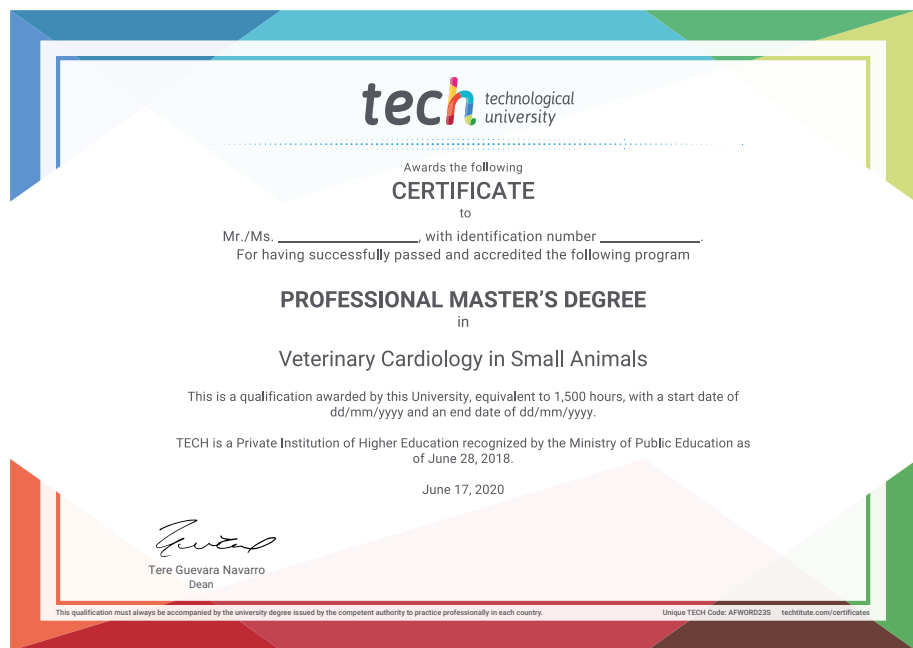 tech technological
university
Awards the following
CERTIFICATE
to
Mr./Ms. ____________________, with identification number ______________.
For having successfully passed and accredited the following program
PROFESSIONAL MASTER'S DEGREE
in
Veterinary Cardiology in Small Animals
This is a qualification awarded by this University, equivalent to 1,500 hours, with a start date of
dd/mm/yyyy and an end date of dd/mm/yyyy.
TECH is a Private Institution of Higher Education recognized by the Ministry of Public Education as
of June 28, 2018.
June 17, 2020
Tere Guevara Navarro
Dean
This qualification must always be accompanied by the university degree issued by the competent authority to practice professionally in each country. Unique TECH Code: AFWORD23S techtitute.com/certificates